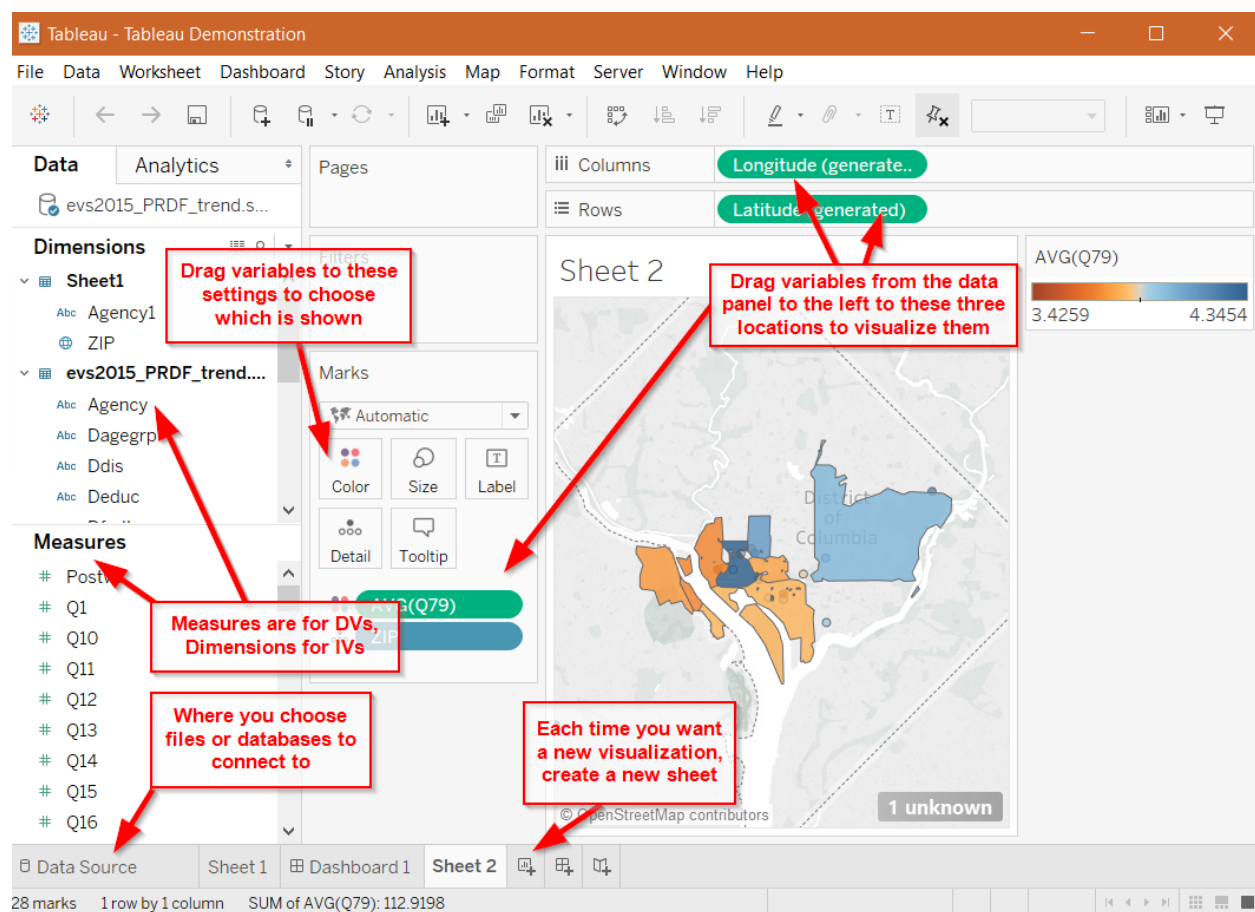 Tableau - Tableau Demonstration
File Data Worksheet Dashboard Story Analysis Map Format Server Window Help
Data Analytics
evs2015_PRDF_trend.s...
Dimensions
Sheet1
Abc Agency1
ZIP
evs2015_PRDF_trend....
Abc Agency
Abc Dagegrp
Abc Ddis
Abc Deduc
Measures
# Q1
# Q10
# Q11
# Q12
# Q13
# Q14
# Q15
# Q16
Pages
Filters
Marks
Automatic
Color Size Label
Detail Tooltip
AVG(Q79)
ZIP
iii Columns Longitude (generate..
Rows Latitude (generated)
Sheet 2
District
of
Columbia
© OpenStreetMap contributors
1 unknown
AVG(Q79)
3.4259 4.3454
Drag variables to these
settings to choose
which is shown
Drag variables from the data
panel to the left to these three
locations to visualize them
Measures are for DVs,
Dimensions for IVs
Where you choose
files or databases to
connect to
Each time you want
a new visualization,
create a new sheet
Data Source Sheet 1 Dashboard 1 Sheet 2
28 marks 1 row by 1 column SUM of AVG(Q79): 112.9198